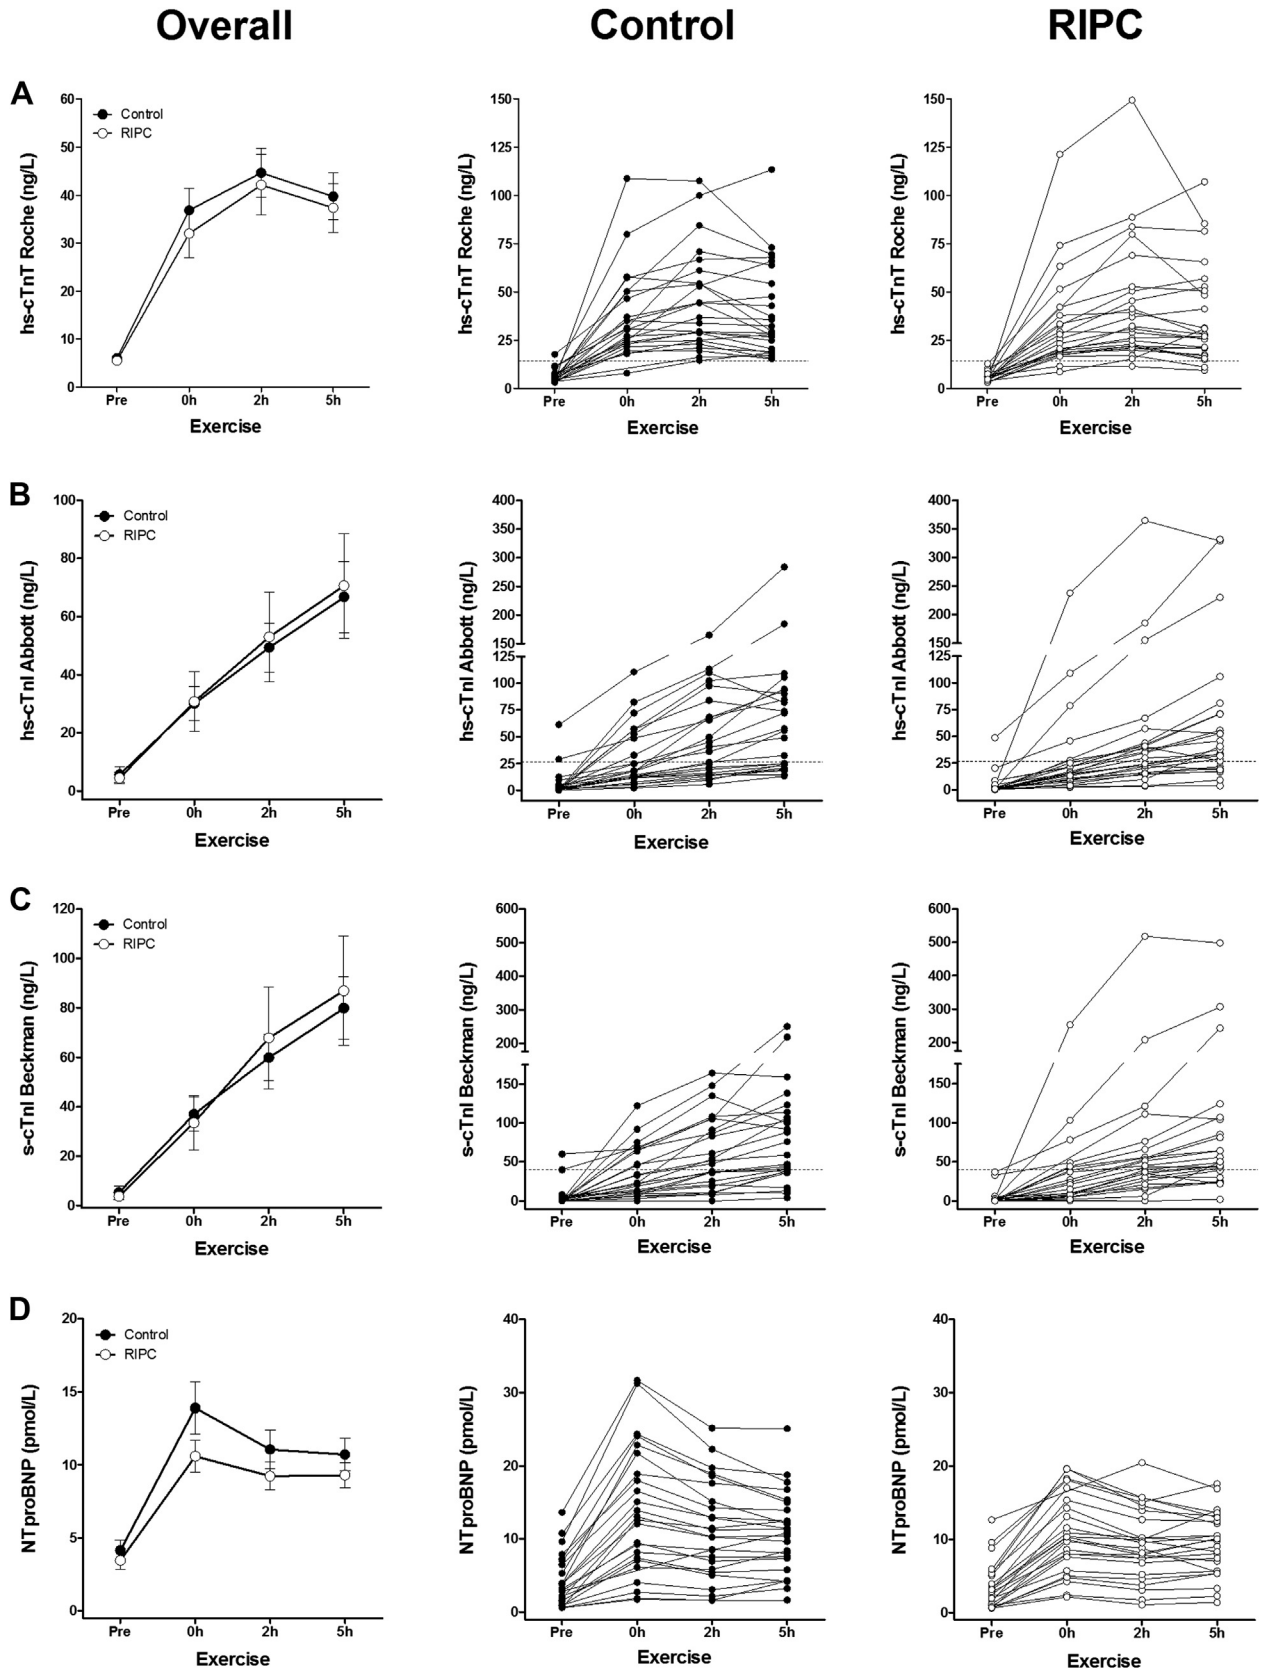 Overall Control RIPC
A
hs-cTnT Roche (ng/L)
60
50
40
30
20
10
0
Control
RIPC
Pre 0h 2h 5h
Exercise
hs-cTnT Roche (ng/L)
150
125
100
75
50
25
0
Pre 0h 2h 5h
Exercise
hs-cTnT Roche (ng/L)
150
125
100
75
50
25
0
Pre 0h 2h 5h
Exercise
B
hs-cTnI Abbott (ng/L)
100
80
60
40
20
0
Control
RIPC
Pre 0h 2h 5h
Exercise
hs-cTnI Abbott (ng/L)
400
350
300
250
200
150
125
100
75
50
25
0
Pre 0h 2h 5h
Exercise
hs-cTnI Abbott (ng/L)
400
350
300
250
200
150
125
100
75
50
25
0
Pre 0h 2h 5h
Exercise
C
s-cTnI Beckman (ng/L)
120
100
80
60
40
20
0
Control
RIPC
Pre 0h 2h 5h
Exercise
s-cTnI Beckman (ng/L)
600
500
400
300
200
150
100
50
0
Pre 0h 2h 5h
Exercise
s-cTnI Beckman (ng/L)
600
500
400
300
200
150
100
50
0
Pre 0h 2h 5h
Exercise
D
NTproBNP (pmol/L)
20
15
10
5
0
Control
RIPC
Pre 0h 2h 5h
Exercise
NTproBNP (pmol/L)
40
30
20
10
0
Pre 0h 2h 5h
Exercise
NTproBNP (pmol/L)
40
30
20
10
0
Pre 0h 2h 5h
Exercise